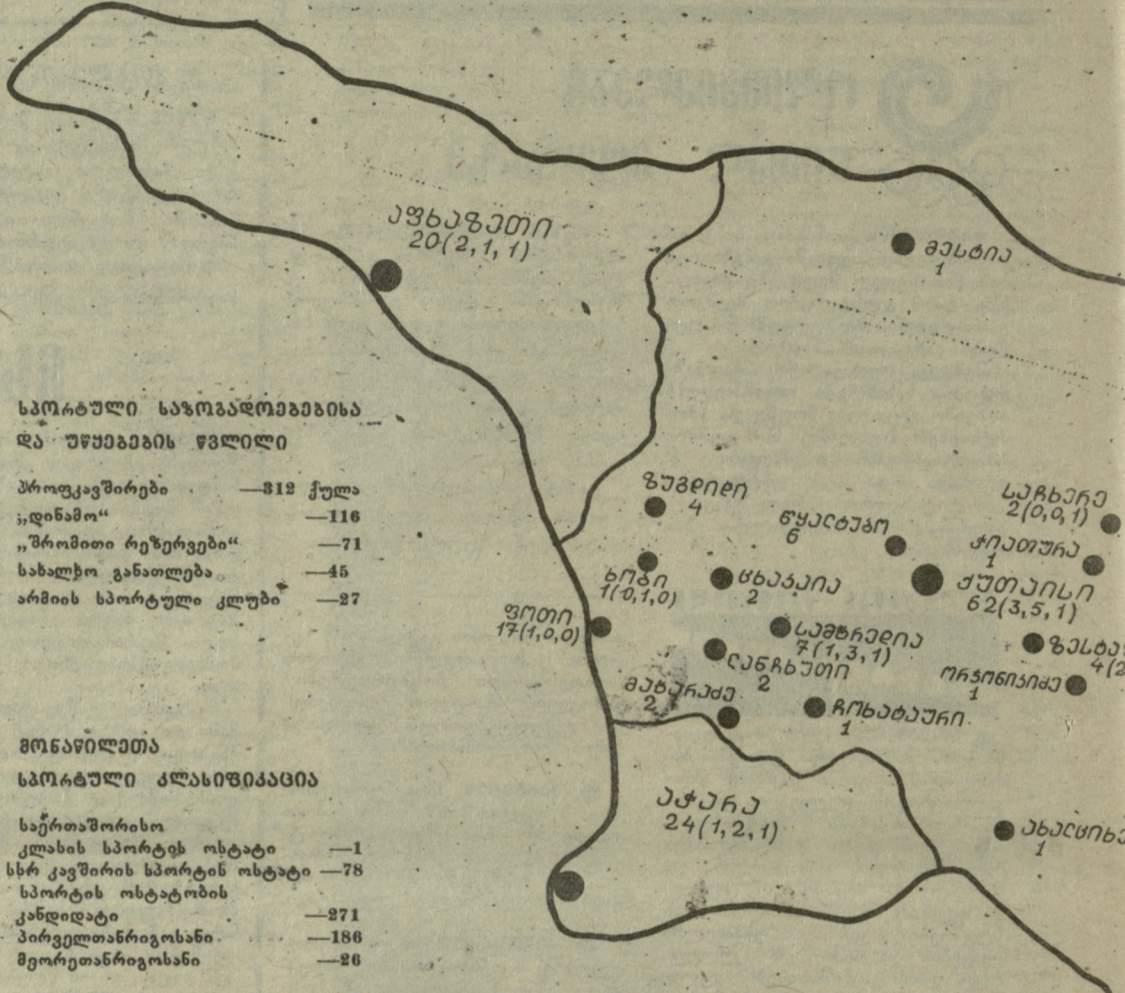 აფხაზეთი
20(2,1,1)
მესტია
1
სპორტული საზოგადოებებისა
და უწყებების წვლილი
პროფკავშირები —312 ქულა
„დინამო“ —116
„შრომითი რეზერვები“ —71
სახალხო განათლება —45
არმიის სპორტული კლუბი —27
ზუგდიდი
4
წყალტუბო
6
საჩხერე
2(0,0,1)
ჭიათურა
1
ხობი
1(0,1,0)
ცხაკაია
2
ქუთაისი
62(3,5,1)
ფოთი
17(1,0,0)
სამტრედია
7(1,3,1)
ლანჩხუთი
2
ზესტა
4(2
ორჯონიკიძე
1
მახარაძე
2
ჩოხატაური
1
აჭარა
24(1,2,1)
ახალციხე
1
მონაწილეთა
სპორტული კლასიფიკაცია
საერთაშორისო
კლასის სპორტის ოსტატი —1
სსრ კავშირის სპორტის ოსტატი —78
სპორტის ოსტატობის
კანდიდატი —271
პირველთანრიგოსანი —186
მეორეთანრიგოსანი —26